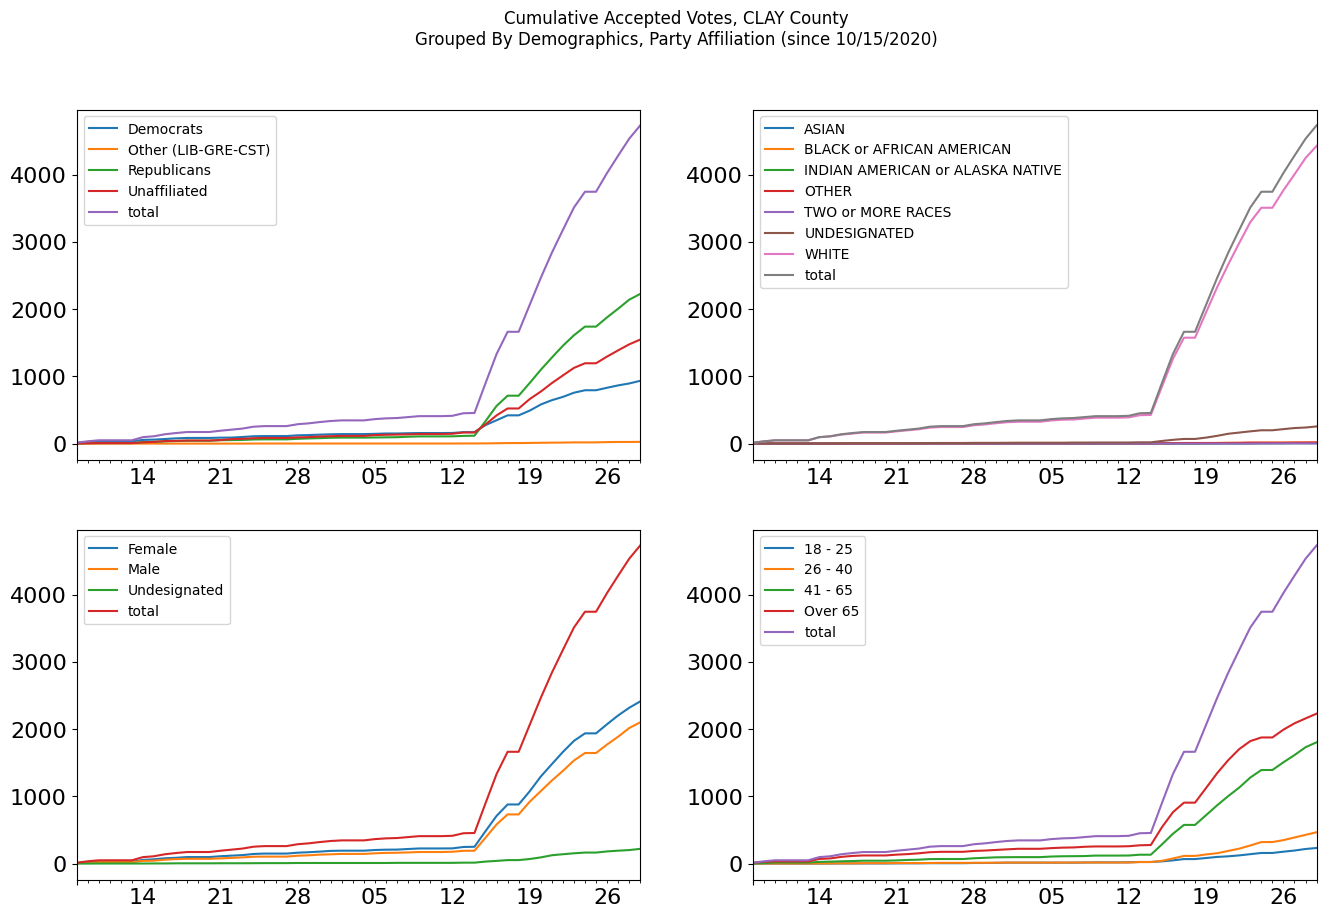 Cumulative Accepted Votes, CLAY County
Grouped By Demographics, Party Affiliation (since 10/15/2020)
Democrats
Other (LIB-GRE-CST)
Republicans
Unaffiliated
total
4000
3000
2000
1000
0
14 21 28 05 12 19 26
ASIAN
BLACK or AFRICAN AMERICAN
INDIAN AMERICAN or ALASKA NATIVE
OTHER
TWO or MORE RACES
UNDESIGNATED
WHITE
total
4000
3000
2000
1000
0
14 21 28 05 12 19 26
Female
Male
Undesignated
total
4000
3000
2000
1000
0
14 21 28 05 12 19 26
18 - 25
26 - 40
41 - 65
Over 65
total
4000
3000
2000
1000
0
14 21 28 05 12 19 26